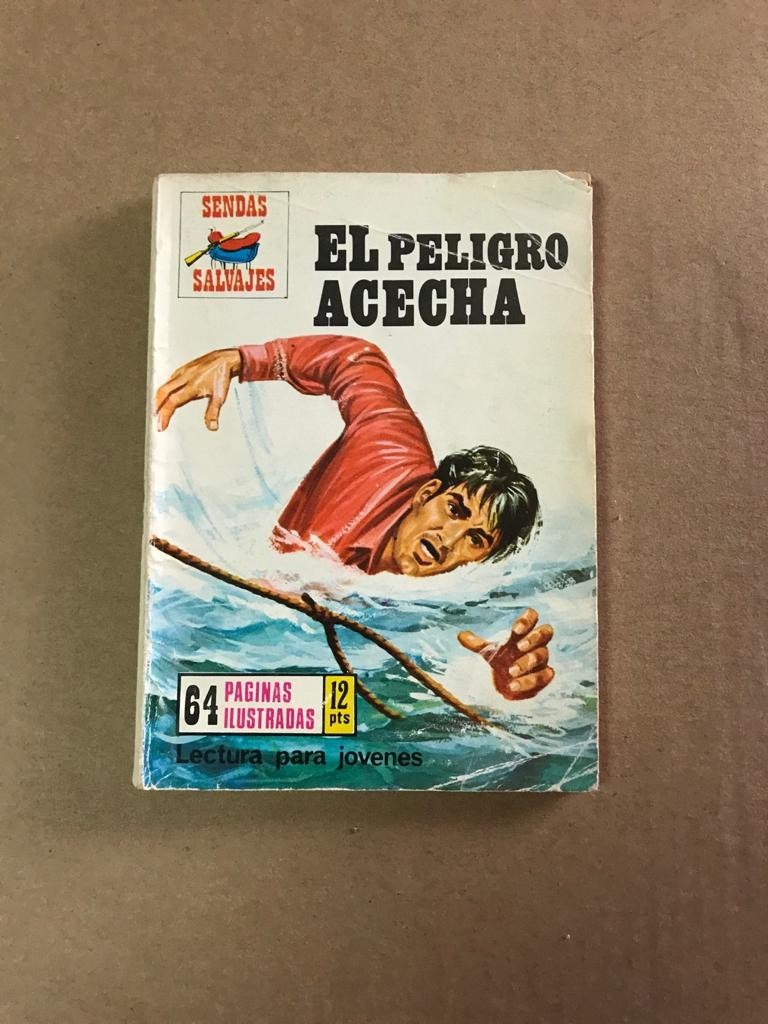 SENDAS
SALVAJES
EL PELIGRO
ACECHA
64 PAGINAS
ILUSTRADAS
12
pts
Lectura para jovenes